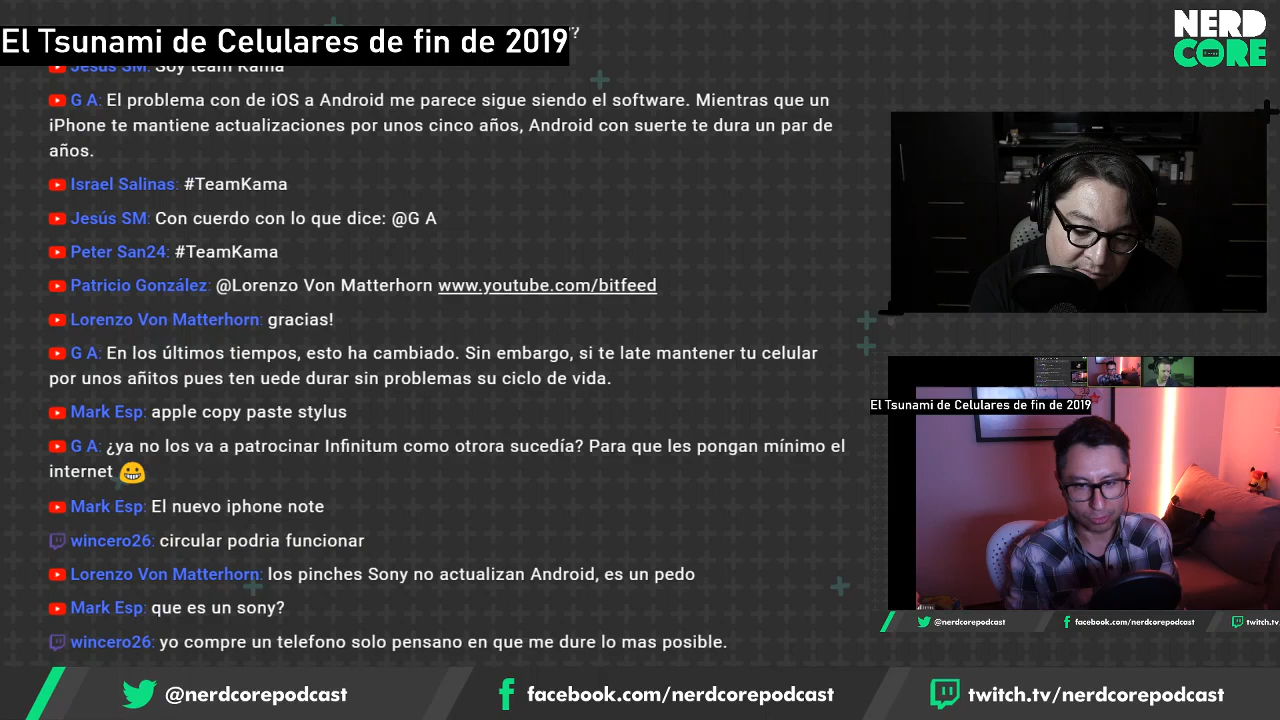 El Tsunami de Celulares de fin de 2019
NERD
CORE
Jesús SM: Soy team Kama
G A: El problema con de iOS a Android me parece sigue siendo el software. Mientras que un
iPhone te mantiene actualizaciones por unos cinco años, Android con suerte te dura un par de
años.
Israel Salinas: #TeamKama
Jesús SM: Con cuerdo con lo que dice: @G A
Peter San24: #TeamKama
Patricio González: @Lorenzo Von Matterhorn www.youtube.com/bitfeed
Lorenzo Von Matterhorn: gracias!
G A: En los últimos tiempos, esto ha cambiado. Sin embargo, si te late mantener tu celular
por unos añitos pues ten uede durar sin problemas su ciclo de vida.
Mark Esp: apple copy paste stylus
G A: ¿ya no los va a patrocinar Infinitum como otrora sucedía? Para que les pongan mínimo el
internet
Mark Esp: El nuevo iphone note
wincero26: circular podria funcionar
Lorenzo Von Matterhorn: los pinches Sony no actualizan Android, es un pedo
Mark Esp: que es un sony?
wincero26: yo compre un telefono solo pensano en que me dure lo mas posible.
El Tsunami de Celulares de fin de 2019
@nerdcorepodcast
facebook.com/nerdcorepodcast
twitch.tv/
@nerdcorepodcast
facebook.com/nerdcorepodcast
twitch.tv/nerdcorepodcast